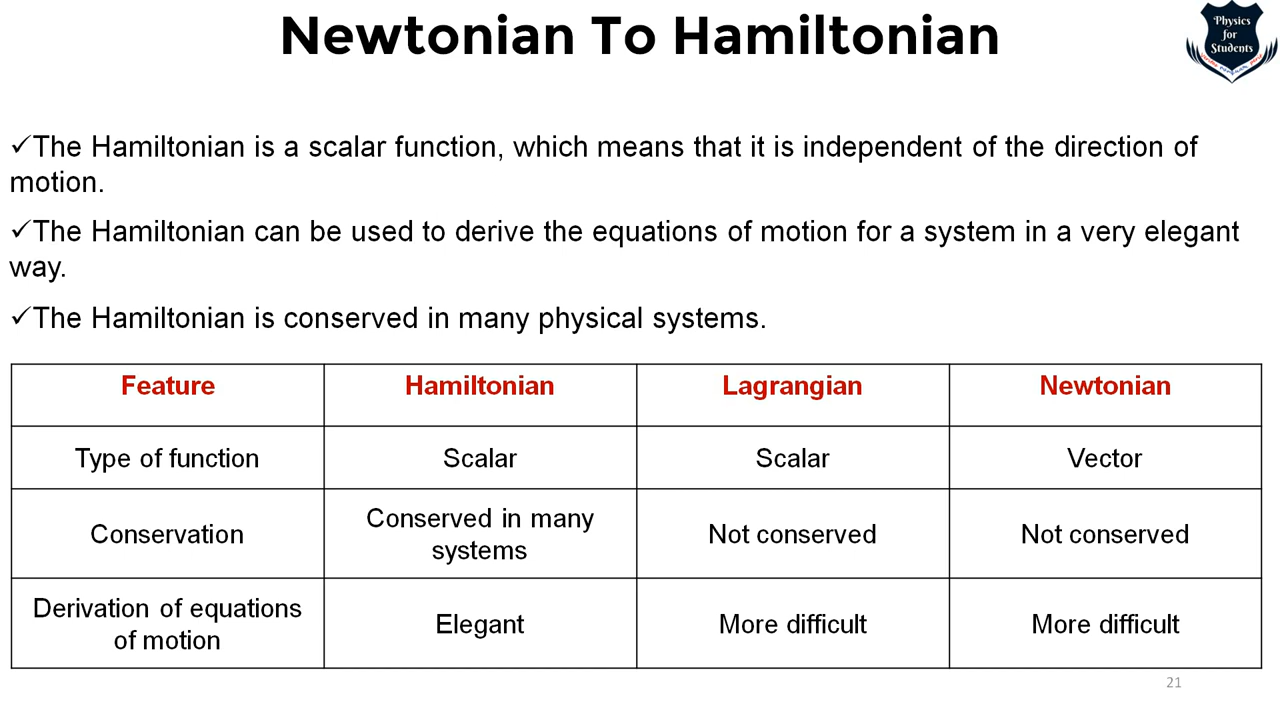 Newtonian To Hamiltonian
Physics
for
Students
✓The Hamiltonian is a scalar function, which means that it is independent of the direction of
motion.
✓The Hamiltonian can be used to derive the equations of motion for a system in a very elegant
way.
✓The Hamiltonian is conserved in many physical systems.
Feature Hamiltonian Lagrangian Newtonian
Type of function Scalar Scalar Vector
Conservation Conserved in many
systems Not conserved Not conserved
Derivation of equations
of motion Elegant More difficult More difficult
21